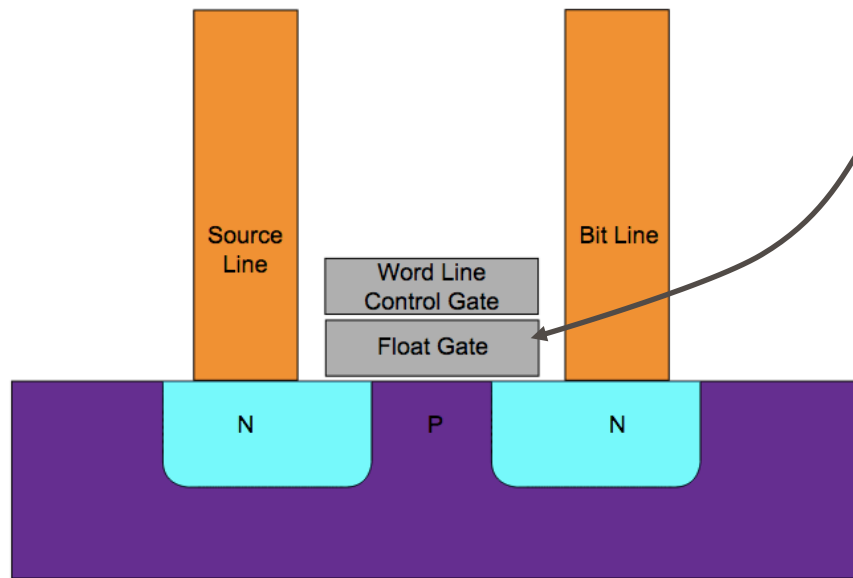 Source
Line
Bit Line
Word Line
Control Gate
Float Gate
N
P
N